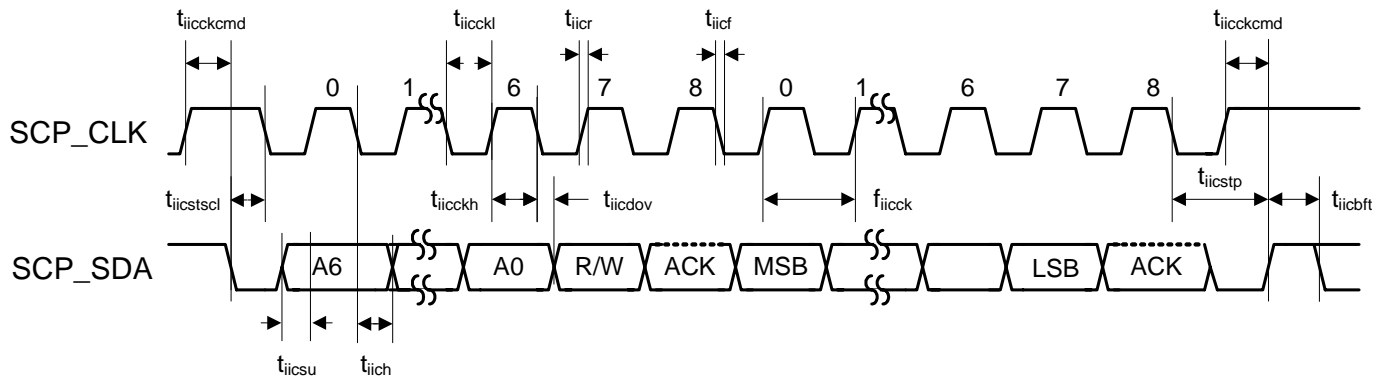 t_iicckcmd t_iicckl t_iicr t_iicf t_iicckcmd
0 1 6 7 8 0 1 6 7 8
SCP_CLK
t_iicstscl t_iicckh t_iicdov f_iicck t_iicstp t_iicbft
SCP_SDA A6 A0 R/W ACK MSB LSB ACK
t_iicsu t_iich